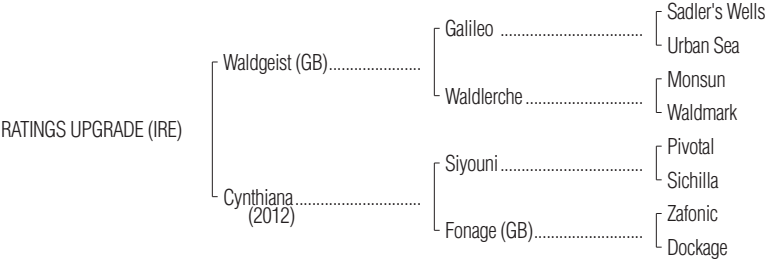 Sadler's Wells
Galileo ................................
Urban Sea
Waldgeist (GB).....................
Monsun
Waldlerche ..........................
Waldmark
RATINGS UPGRADE (IRE)
Pivotal
Siyouni................................
Sichilla
Cynthiana.............................
(2012)
Zafonic
Fonage (GB)........................
Dockage